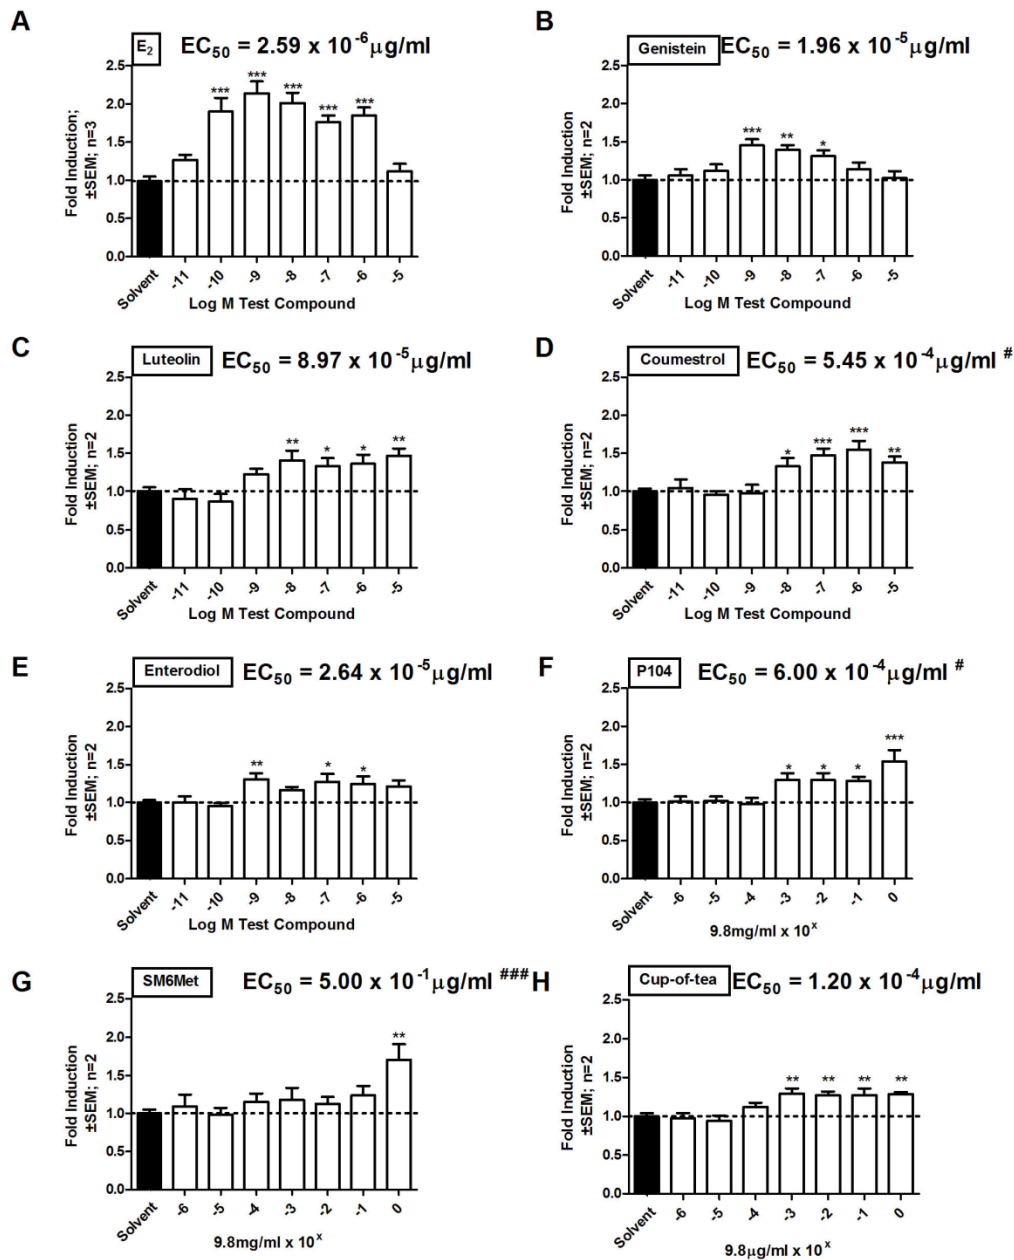 A
E₂
EC₅₀ = 2.59 x 10⁻⁶µg/ml
Fold Induction;
±SEM; n=3
2.5
***
***
***
***
***
2.0
1.5
1.0
0.5
0.0
Solvent -11 -10 -9 -8 -7 -6 -5
Log M Test Compound
B
Genistein
EC₅₀ = 1.96 x 10⁻⁵µg/ml
Fold Induction
±SEM; n=2
2.5
2.0
*** ** *
1.5
1.0
0.5
0.0
Solvent -11 -10 -9 -8 -7 -6 -5
Log M Test Compound
C
Luteolin
EC₅₀ = 8.97 x 10⁻⁵µg/ml
Fold Induction
±SEM; n=2
2.5
2.0
** * * **
1.5
1.0
0.5
0.0
Solvent -11 -10 -9 -8 -7 -6 -5
Log M Test Compound
D
Coumestrol
EC₅₀ = 5.45 x 10⁻⁴µg/ml #
Fold Induction
±SEM; n=2
2.5
2.0
* *** *** **
1.5
1.0
0.5
0.0
Solvent -11 -10 -9 -8 -7 -6 -5
Log M Test Compound
E
Enterodiol
EC₅₀ = 2.64 x 10⁻⁵µg/ml
Fold Induction
±SEM; n=2
2.5
2.0
1.5
** * *
1.0
0.5
0.0
Solvent -11 -10 -9 -8 -7 -6 -5
Log M Test Compound
F
P104
EC₅₀ = 6.00 x 10⁻⁴µg/ml #
Fold Induction
±SEM; n=2
2.5
2.0
* * * ***
1.5
1.0
0.5
0.0
Solvent -6 -5 -4 -3 -2 -1 0
9.8mg/ml x 10ˣ
G
SM6Met
EC₅₀ = 5.00 x 10⁻¹µg/ml ###
Fold Induction
±SEM; n=2
2.5
2.0
**
1.5
1.0
0.5
0.0
Solvent -6 -5 -4 -3 -2 -1 0
9.8mg/ml x 10ˣ
H
Cup-of-tea
EC₅₀ = 1.20 x 10⁻⁴µg/ml
Fold Induction
±SEM; n=2
2.5
2.0
1.5
** ** ** **
1.0
0.5
0.0
Solvent -6 -5 -4 -3 -2 -1 0
9.8µg/ml x 10ˣ